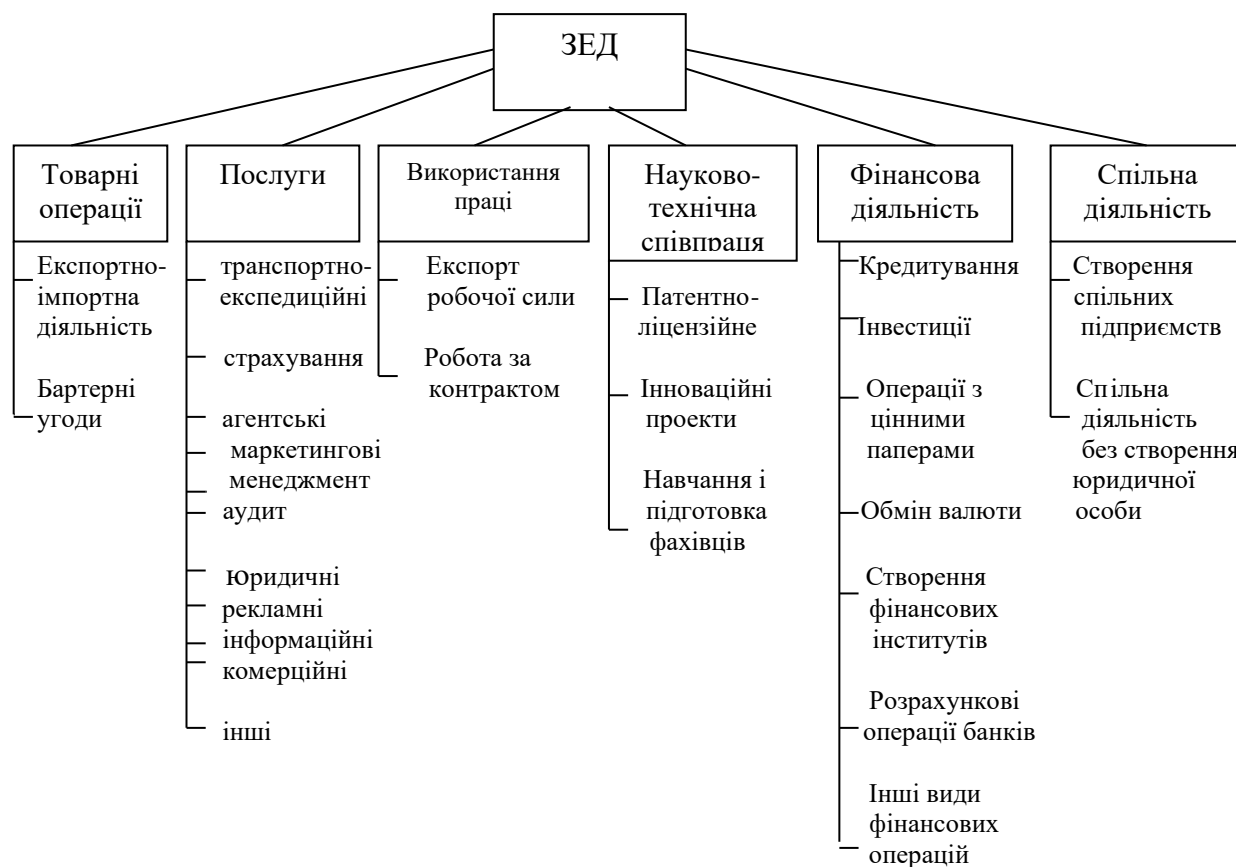 ЗЕД
Товарні
операції
Експортно-
імпортна
діяльність
Бартерні
угоди
Послуги
транспортно-
експедиційні
страхування
агентські
маркетингові
менеджмент
аудит
юридичні
рекламні
інформаційні
комерційні
інші
Використання
праці
Експорт
робочої сили
Робота за
контрактом
Науково-
технічна
співпраця
Патентно-
ліцензійне
Інноваційні
проекти
Навчання і
підготовка
фахівців
Фінансова
діяльність
Кредитування
Інвестиції
Операції з
цінними
паперами
Обмін валюти
Створення
фінансових
інститутів
Розрахункові
операції банків
Інші види
фінансових
операцій
Спільна
діяльність
Створення
спільних
підприємств
Спільна
діяльність
без створення
юридичної
особи